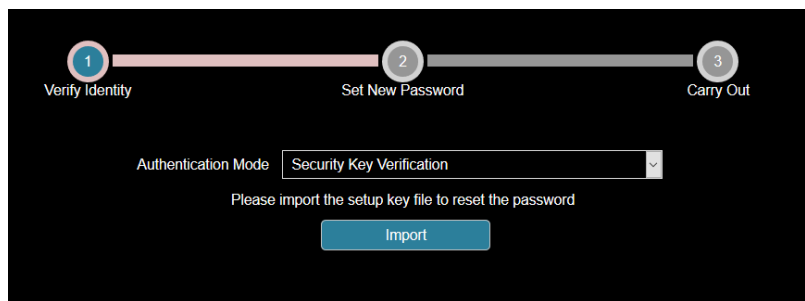 1 2 3
Verify Identity Set New Password Carry Out
Authentication Mode Security Key Verification
Please import the setup key file to reset the password
Import